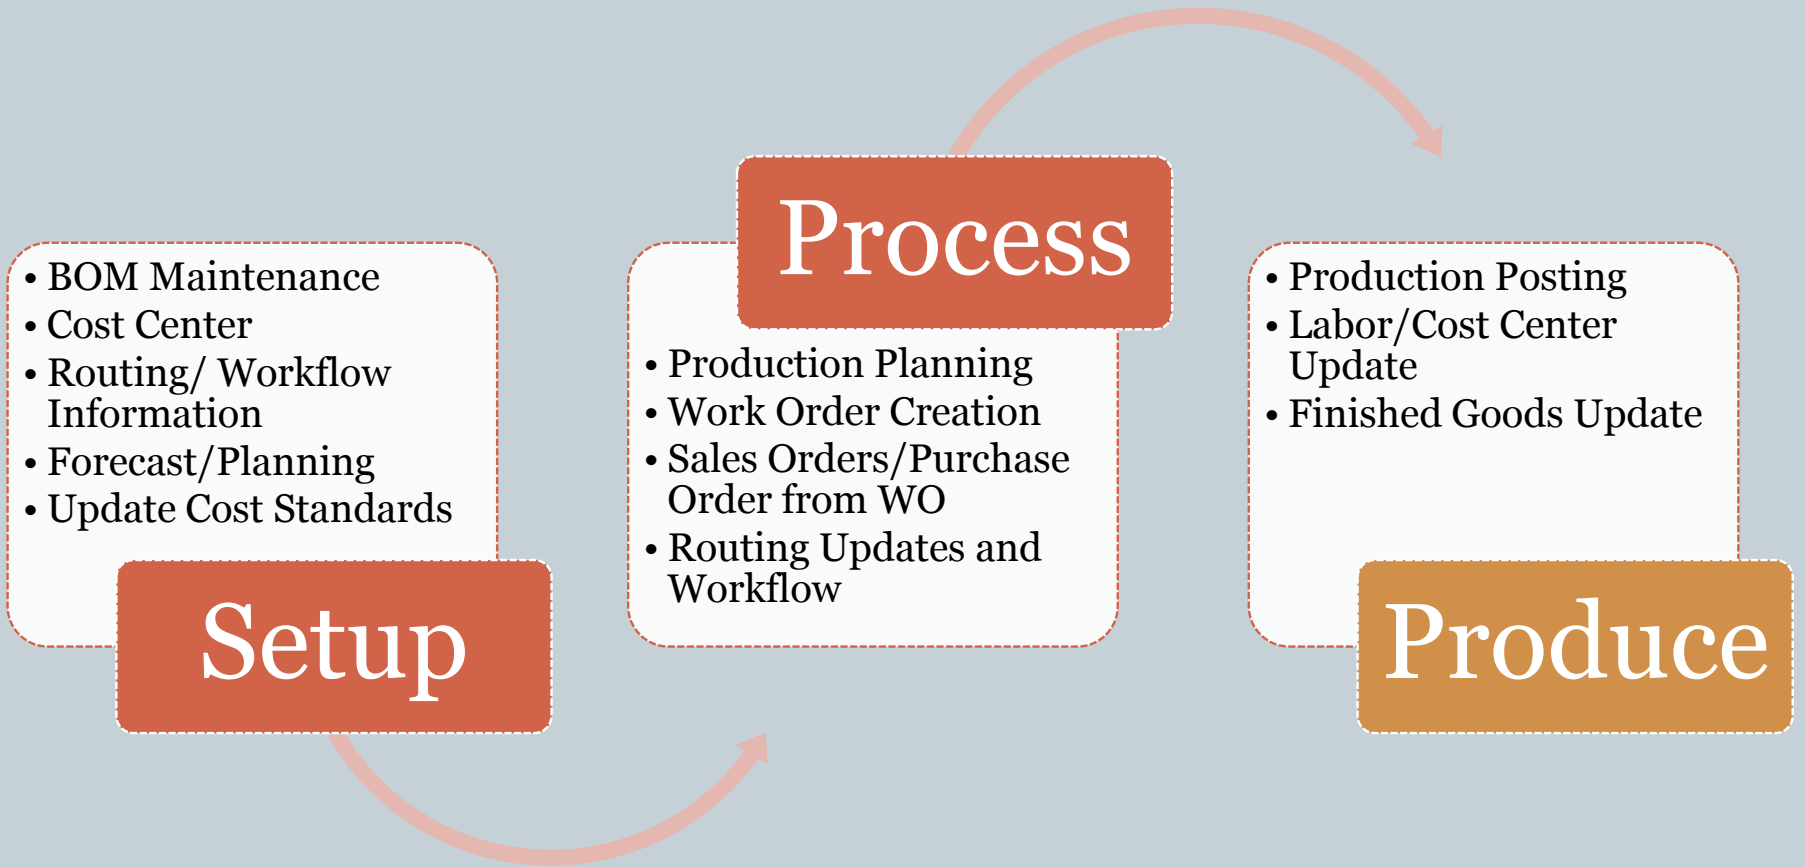 • BOM Maintenance
• Cost Center
• Routing/ Workflow
Information
• Forecast/Planning
• Update Cost Standards
Setup
Process
• Production Planning
• Work Order Creation
• Sales Orders/Purchase
Order from WO
• Routing Updates and
Workflow
• Production Posting
• Labor/Cost Center
Update
• Finished Goods Update
Produce